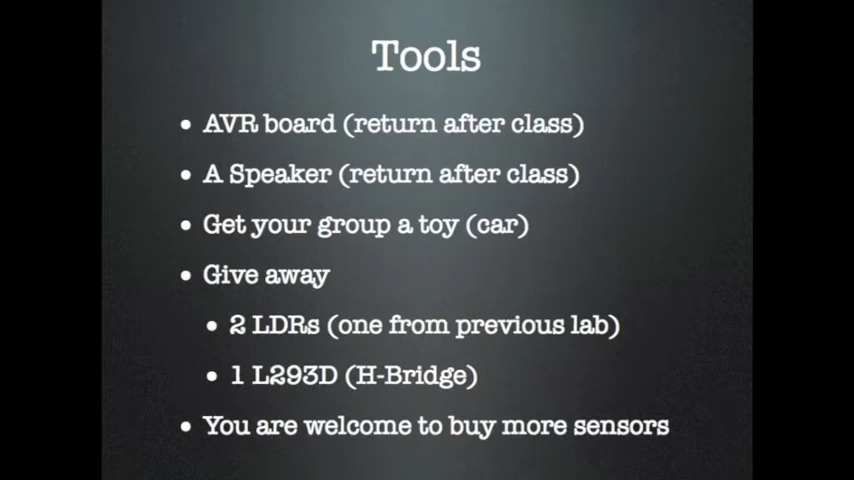 Tools
• AVR board (return after class)
• A Speaker (return after class)
• Get your group a toy (car)
• Give away
• 2 LDRs (one from previous lab)
• 1 L293D (H-Bridge)
• You are welcome to buy more sensors